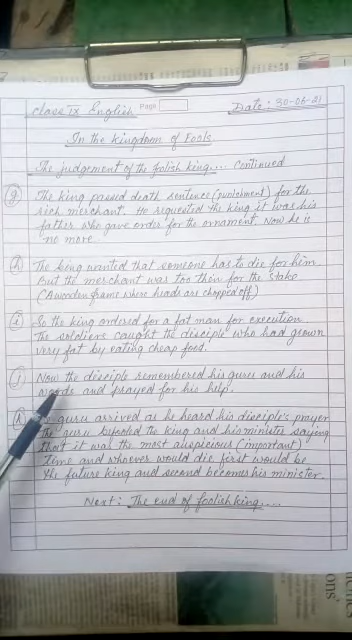 Class IX English Page Date: 30-06-21
In the kingdom of Fools
The judgement of the foolish king.... Continued
(g) The king passed death sentence (punishment) for the
rich merchant. He requested the king it was his
father who gave order for the ornament. Now he is
no more.
(h) The king wanted that someone has to die for him.
But the merchant was too thin for the stake
(A wooden frame where heads are chopped off)
(i) So the king ordered for a fat man for execution
The soldiers caught the disciple who had grown
very fat by eating cheap food.
(j) Now the disciple remembered his guru and his
words and prayed for his help.
(k) guru arrived as he heard his disciple's prayer
The guru the king and his minister saying
that it was the most auspicious (important)
Time and whoever would die first would be
the future king and second becomes his minister.
Next: The end of foolish king.....
ons'